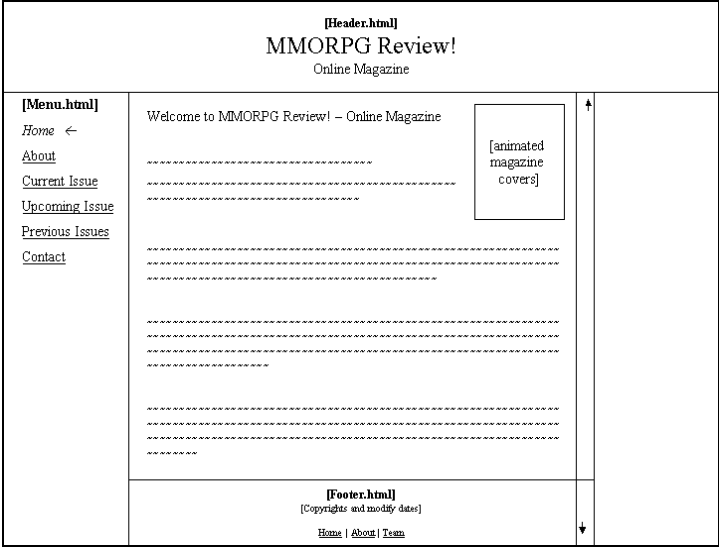 [Header.html]
MMORPG Review!
Online Magazine
[Menu.html]
Home ←
About
Current Issue
Upcoming Issue
Previous Issues
Contact
Welcome to MMORPG Review! – Online Magazine
[animated
magazine
covers]
[Footer.html]
[Copyrights and modify dates]
Home | About | Team